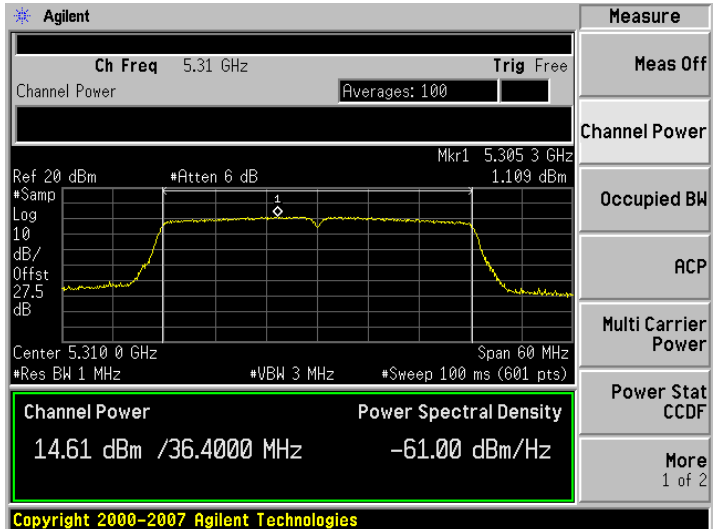 Agilent
Measure
Ch Freq 5.31 GHz Trig Free
Channel Power Averages: 100
Mkr1 5.305 3 GHz
Ref 20 dBm #Atten 6 dB 1.109 dBm
#Samp
Log
10
dB/
Offst
27.5
dB
1
Center 5.310 0 GHz Span 60 MHz
#Res BW 1 MHz #VBW 3 MHz #Sweep 100 ms (601 pts)
Channel Power Power Spectral Density
14.61 dBm /36.4000 MHz -61.00 dBm/Hz
Copyright 2000-2007 Agilent Technologies
Meas Off
Channel Power
Occupied BW
ACP
Multi Carrier
Power
Power Stat
CCDF
More
1 of 2